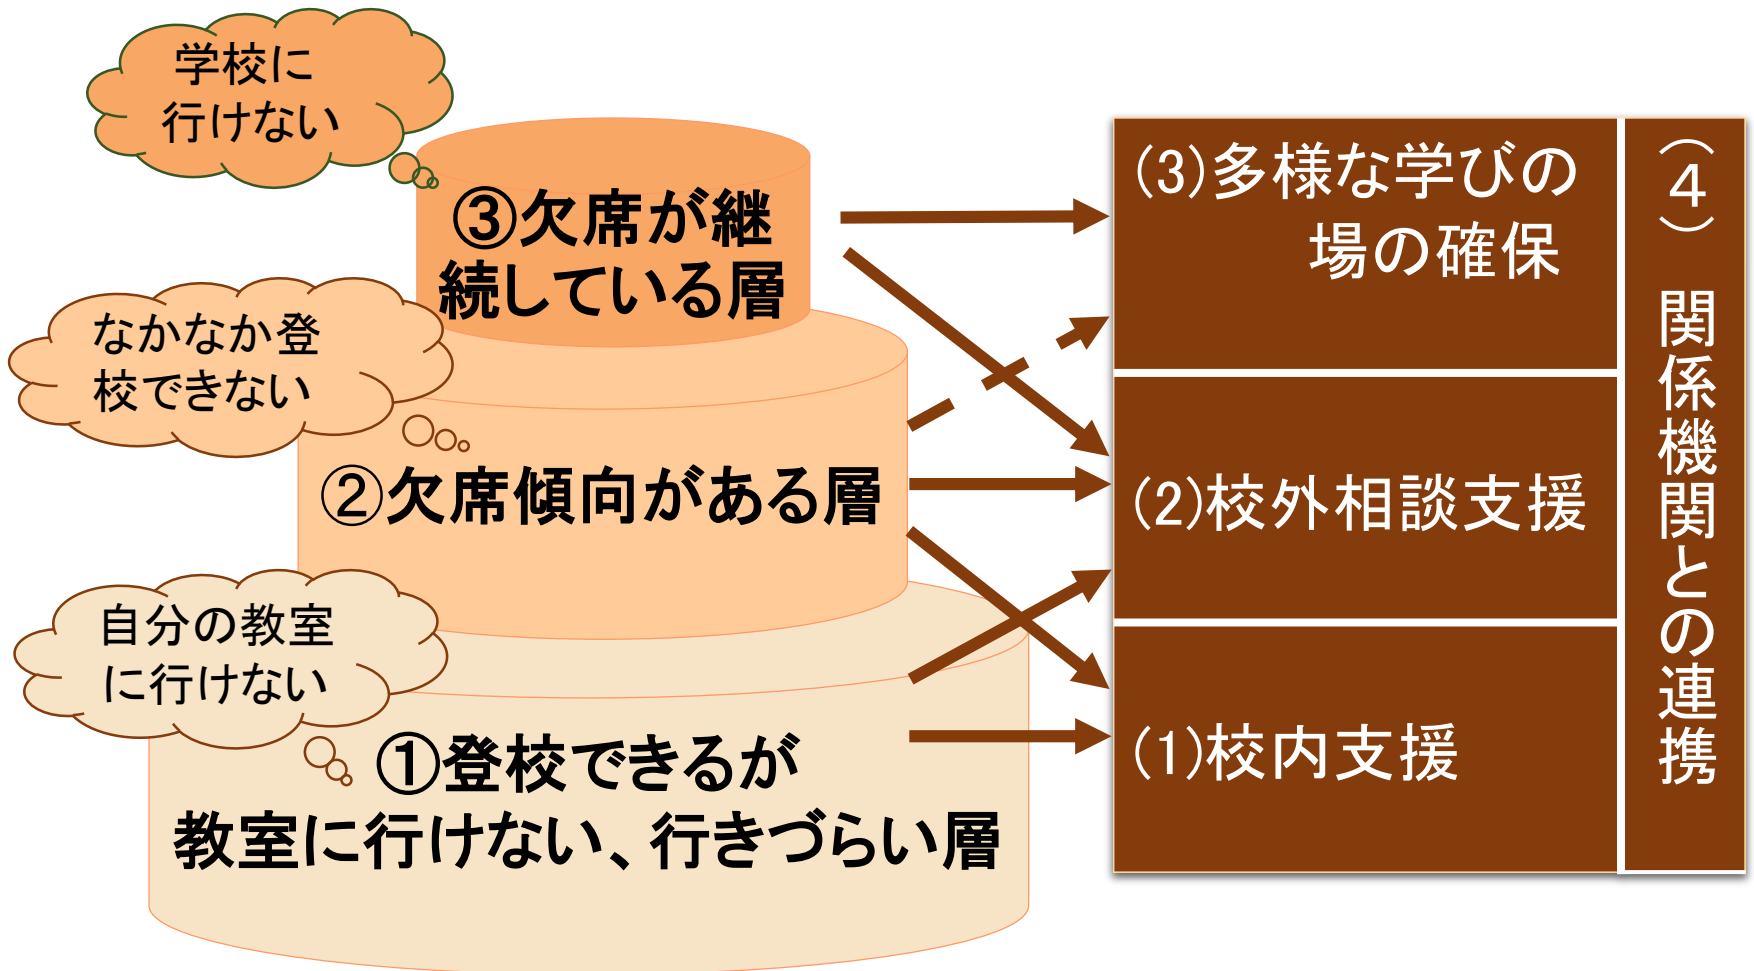 学校に
行けない
③欠席が継
続している層
なかなか登
校できない
②欠席傾向がある層
自分の教室
に行けない
①登校できるが
教室に行けない、行きづらい層
(3)多様な学びの
場の確保
(2)校外相談支援
(1)校内支援
（４）　関係機関との連携